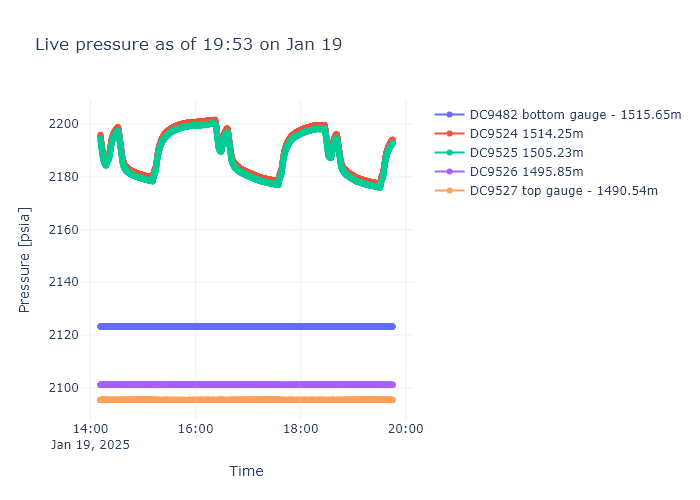 Live pressure as of 19:53 on Jan 19
DC9482 bottom gauge - 1515.65m
DC9524 1514.25m
DC9525 1505.23m
DC9526 1495.85m
DC9527 top gauge - 1490.54m
Pressure [psia]
2200
2180
2160
2140
2120
2100
14:00
16:00
18:00
20:00
Jan 19, 2025
Time